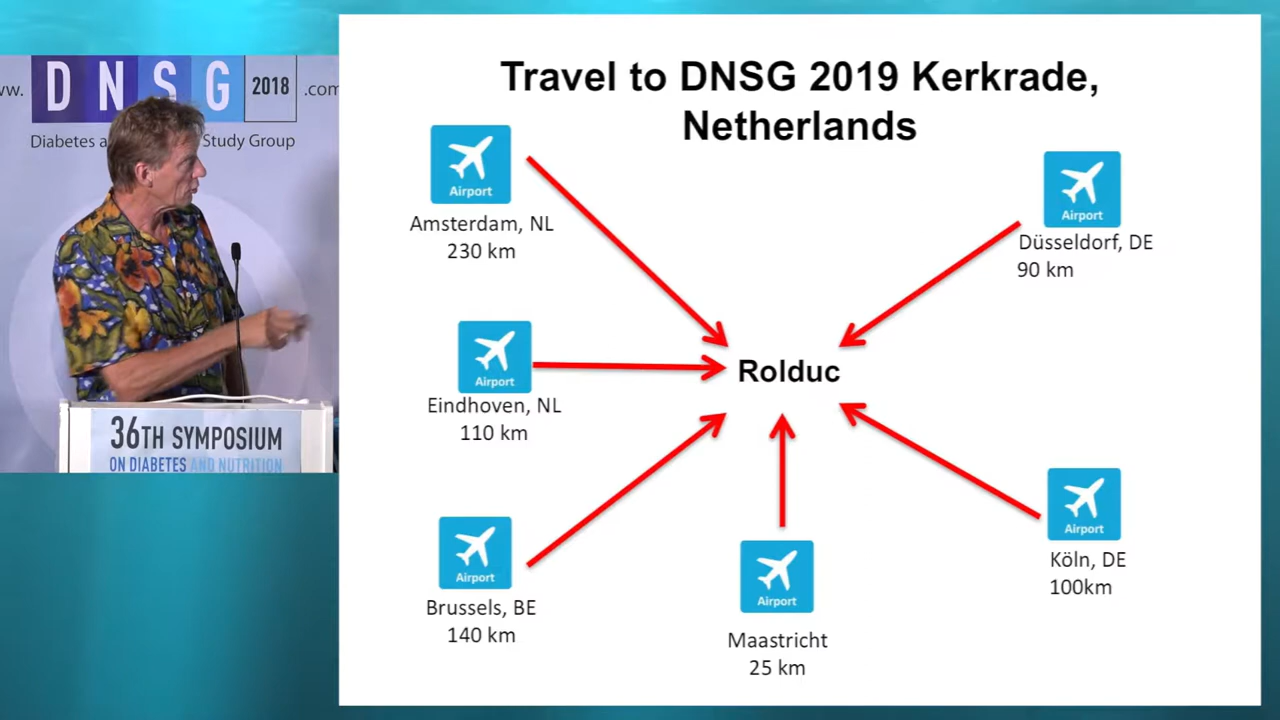 ww.
DNSG
2018
.com
Diabetes a
Study Group
36TH SYMPOSIUM
ON DIABETES AND NUTRITION
Travel to DNSG 2019 Kerkrade,
Netherlands
Airport
Amsterdam, NL
230 km
Airport
Düsseldorf, DE
90 km
Airport
Eindhoven, NL
110 km
Rolduc
Airport
Brussels, BE
140 km
Airport
Maastricht
25 km
Airport
Köln, DE
100km